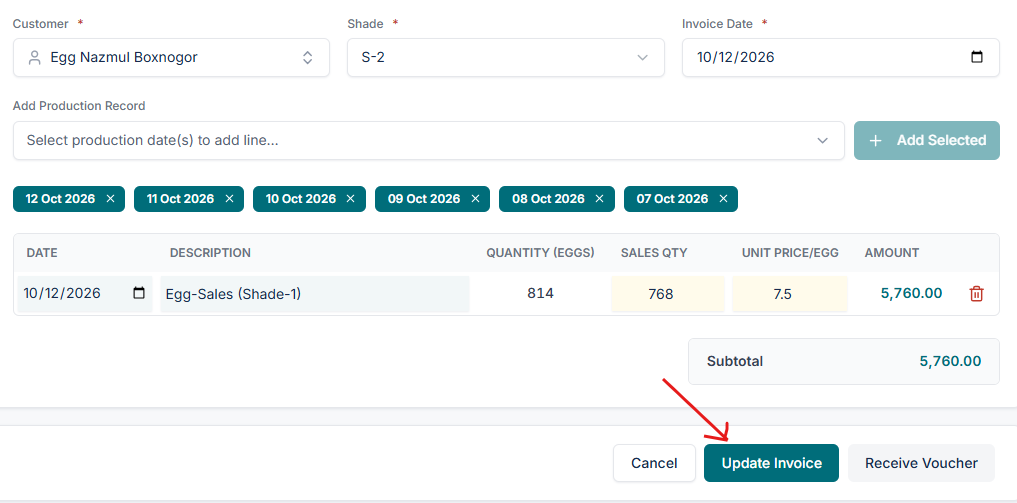 Customer *
Shade *
Invoice Date *
Egg Nazmul Boxnogor
S-2
10/12/2026
Add Production Record
Select production date(s) to add line...
+ Add Selected
12 Oct 2026 × 11 Oct 2026 × 10 Oct 2026 × 09 Oct 2026 × 08 Oct 2026 × 07 Oct 2026 ×
DATE DESCRIPTION QUANTITY (EGGS) SALES QTY UNIT PRICE/EGG AMOUNT
10/12/2026 Egg-Sales (Shade-1) 814 768 7.5 5,760.00
Subtotal 5,760.00
Cancel Update Invoice Receive Voucher